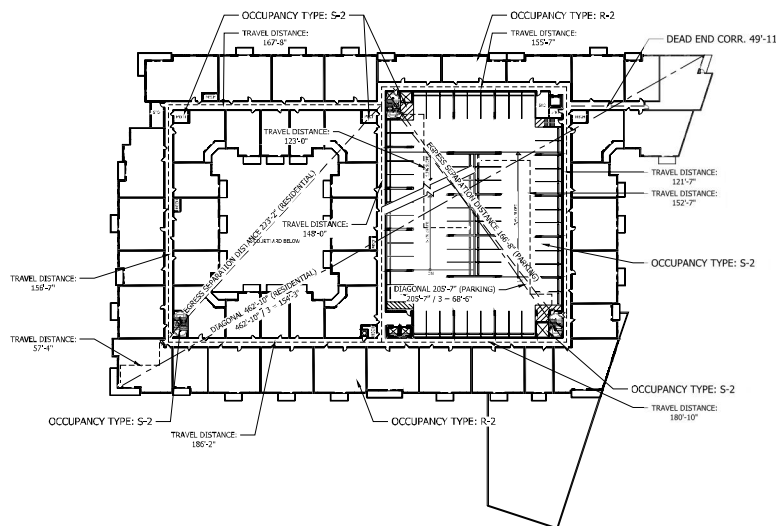 OCCUPANCY TYPE: S-2
OCCUPANCY TYPE: R-2
TRAVEL DISTANCE:
167'-8"
TRAVEL DISTANCE:
155'-7"
DEAD END CORR. 49'-11
TRAVEL DISTANCE:
123'-0"
EGRESS SEPARATION DISTANCE 166'-8" (PARKING)
TRAVEL DISTANCE:
121'-7"
TRAVEL DISTANCE:
152'-7"
EGRESS SEPARATION DISTANCE 223'-2" (RESIDENTIAL)
TRAVEL DISTANCE:
148'-0"
COURTYARD BELOW
OCCUPANCY TYPE: S-2
TRAVEL DISTANCE:
158'-7"
DIAGONAL 205'-7" (PARKING)
205'-7" / 3 = 68'-6"
DIAGONAL 462'-10" (RESIDENTIAL)
462'-10" / 3 = 154'-3"
TRAVEL DISTANCE:
57'-4"
OCCUPANCY TYPE: S-2
TRAVEL DISTANCE:
180'-10"
OCCUPANCY TYPE: S-2
OCCUPANCY TYPE: R-2
TRAVEL DISTANCE:
186'-2"